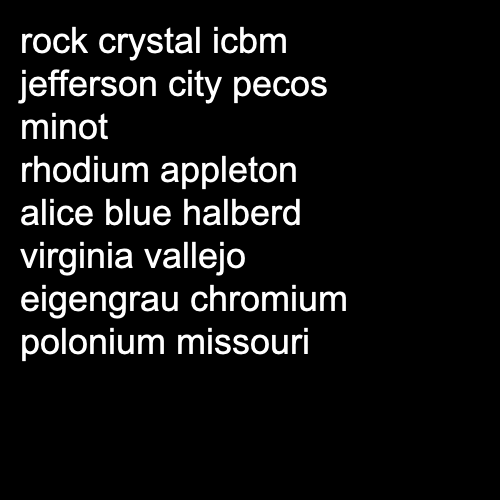 rock crystal icbm
jefferson city pecos
minot
rhodium appleton
alice blue halberd
virginia vallejo
eigengrau chromium
polonium missouri